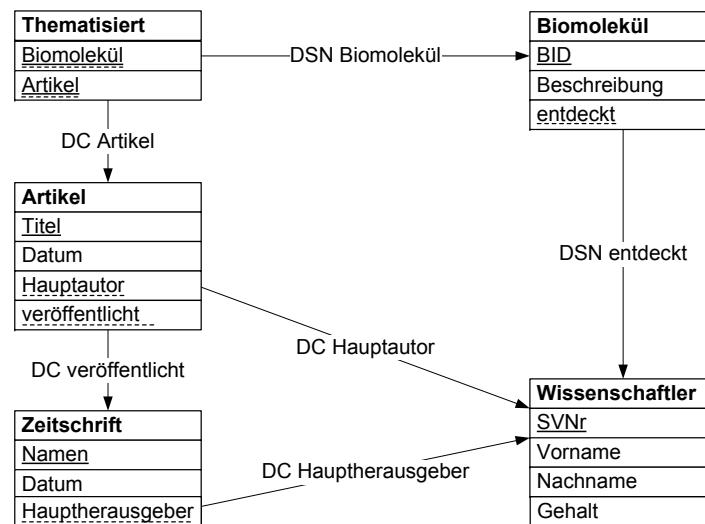 Thematisiert
Biomolekül
Artikel
DSN Biomolekül
Biomolekül
BID
Beschreibung
entdeckt
DC Artikel
Artikel
Titel
Datum
Hauptautor
veröffentlicht
DSN entdeckt
DC Hauptautor
DC veröffentlicht
Zeitschrift
Namen
Datum
Hauptherausgeber
DC Hauptherausgeber
Wissenschaftler
SVNr
Vorname
Nachname
Gehalt